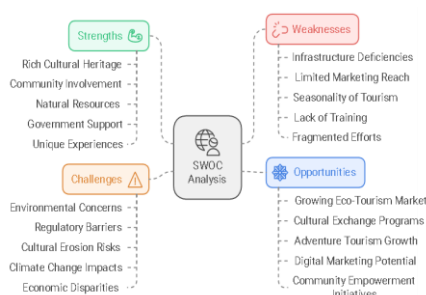 Strengths
Rich Cultural Heritage
Community Involvement
Natural Resources
Government Support
Unique Experiences
Weaknesses
Infrastructure Deficiencies
Limited Marketing Reach
Seasonality of Tourism
Lack of Training
Fragmented Efforts
SWOC
Analysis
Challenges
Environmental Concerns
Regulatory Barriers
Cultural Erosion Risks
Climate Change Impacts
Economic Disparities
Opportunities
Growing Eco-Tourism Market
Cultural Exchange Programs
Adventure Tourism Growth
Digital Marketing Potential
Community Empowerment
Initiatives